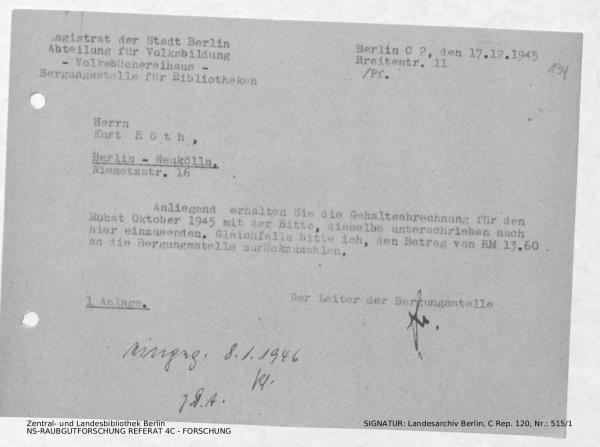 Magistrat der Stadt Berlin
Abteilung für Volksbildung
- Volksbüchereihaus -
Bergungsstelle für Bibliotheken
Berlin C 2, den 17.12.1945
Breitestr. 11
/Pf.
134
Herrn
Kurt R ö t h ,
Berlin - Neukölln,
Niemetzstr. 16
Anliegend erhalten Sie die Gehaltsabrechnung für den
Mobat Oktober 1945 mit der Bitte, dieselbe unterschrieben nach
hier einzusenden. Gleichfalls bitte ich, den Betrag von RM 13.60
an die Bergungsstelle zurückzuzahlen.
1 Anlage.
Der Leiter der Bergungsstelle
eingeg. 8.1.1946
z.D.A.
Zentral- und Landesbibliothek Berlin
NS-RAUBGUTFORSCHUNG REFERAT 4C - FORSCHUNG
SIGNATUR: Landesarchiv Berlin, C Rep. 120, Nr.: 515/1